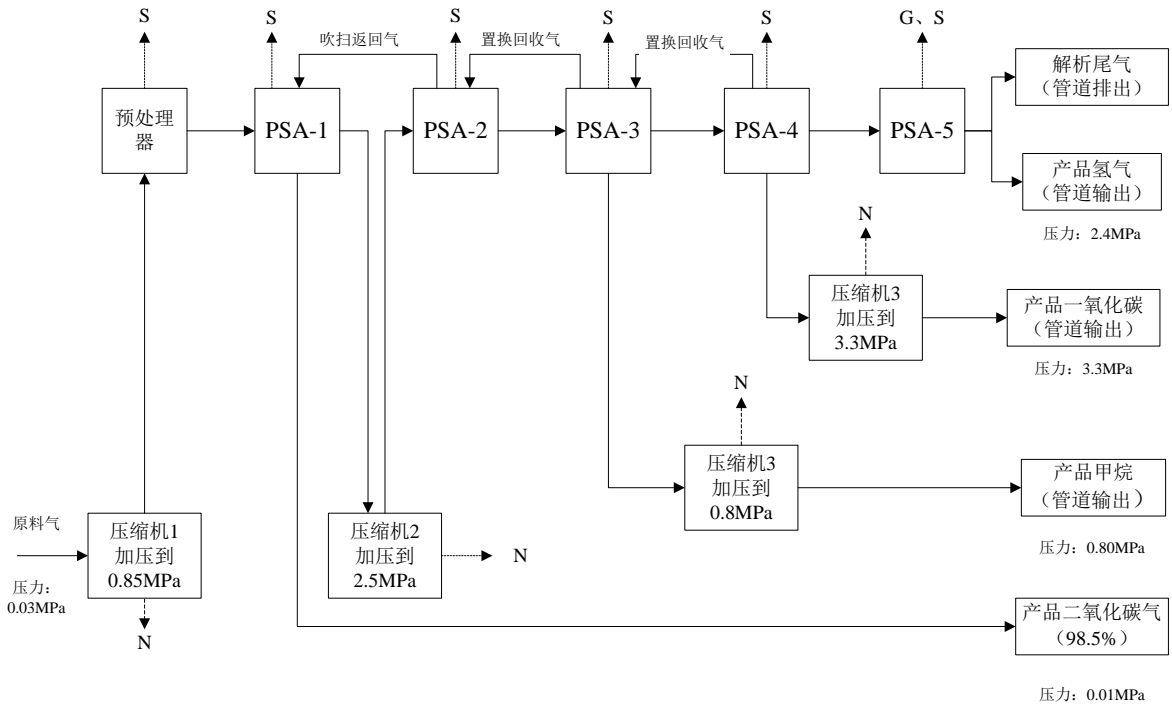 S
S
S
S
S
G、S
吹扫返回气
置换回收气
置换回收气
解析尾气
（管道排出）
预处理
器
PSA-1
PSA-2
PSA-3
PSA-4
PSA-5
产品氢气
（管道输出）
压力：2.4MPa
N
压缩机3
加压到
3.3MPa
产品一氧化碳
（管道输出）
压力：3.3MPa
N
压缩机3
加压到
0.8MPa
产品甲烷
（管道输出）
压力：0.80MPa
原料气
压力：
0.03MPa
压缩机1
加压到
0.85MPa
N
压缩机2
加压到
2.5MPa
N
产品二氧化碳气
（98.5%）
压力：0.01MPa